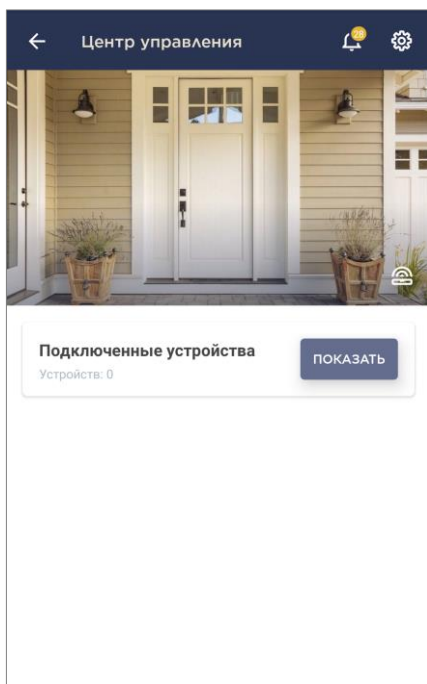 Центр управления
28
Подключенные устройства
ПОКАЗАТЬ
Устройств: 0